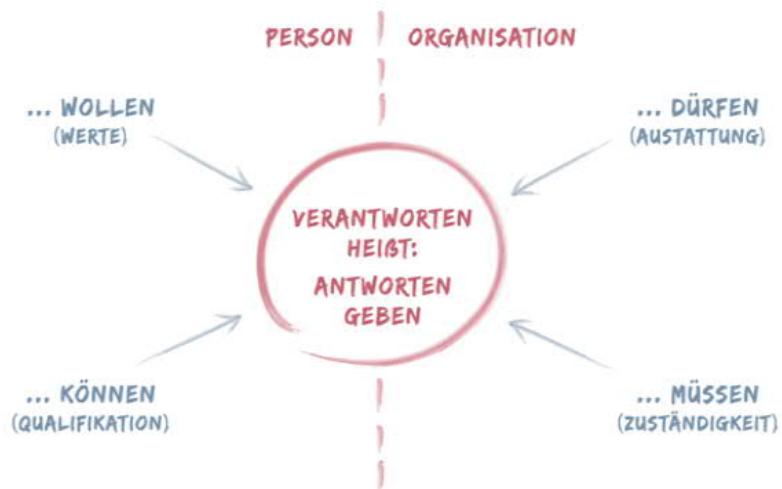 PERSON
ORGANISATION
... WOLLEN
(WERTE)
... DÜRFEN
(AUSTATTUNG)
VERANTWORTEN
HEIßT:
ANTWORTEN
GEBEN
... KÖNNEN
(QUALIFIKATION)
... MÜSSEN
(ZUSTÄNDIGKEIT)